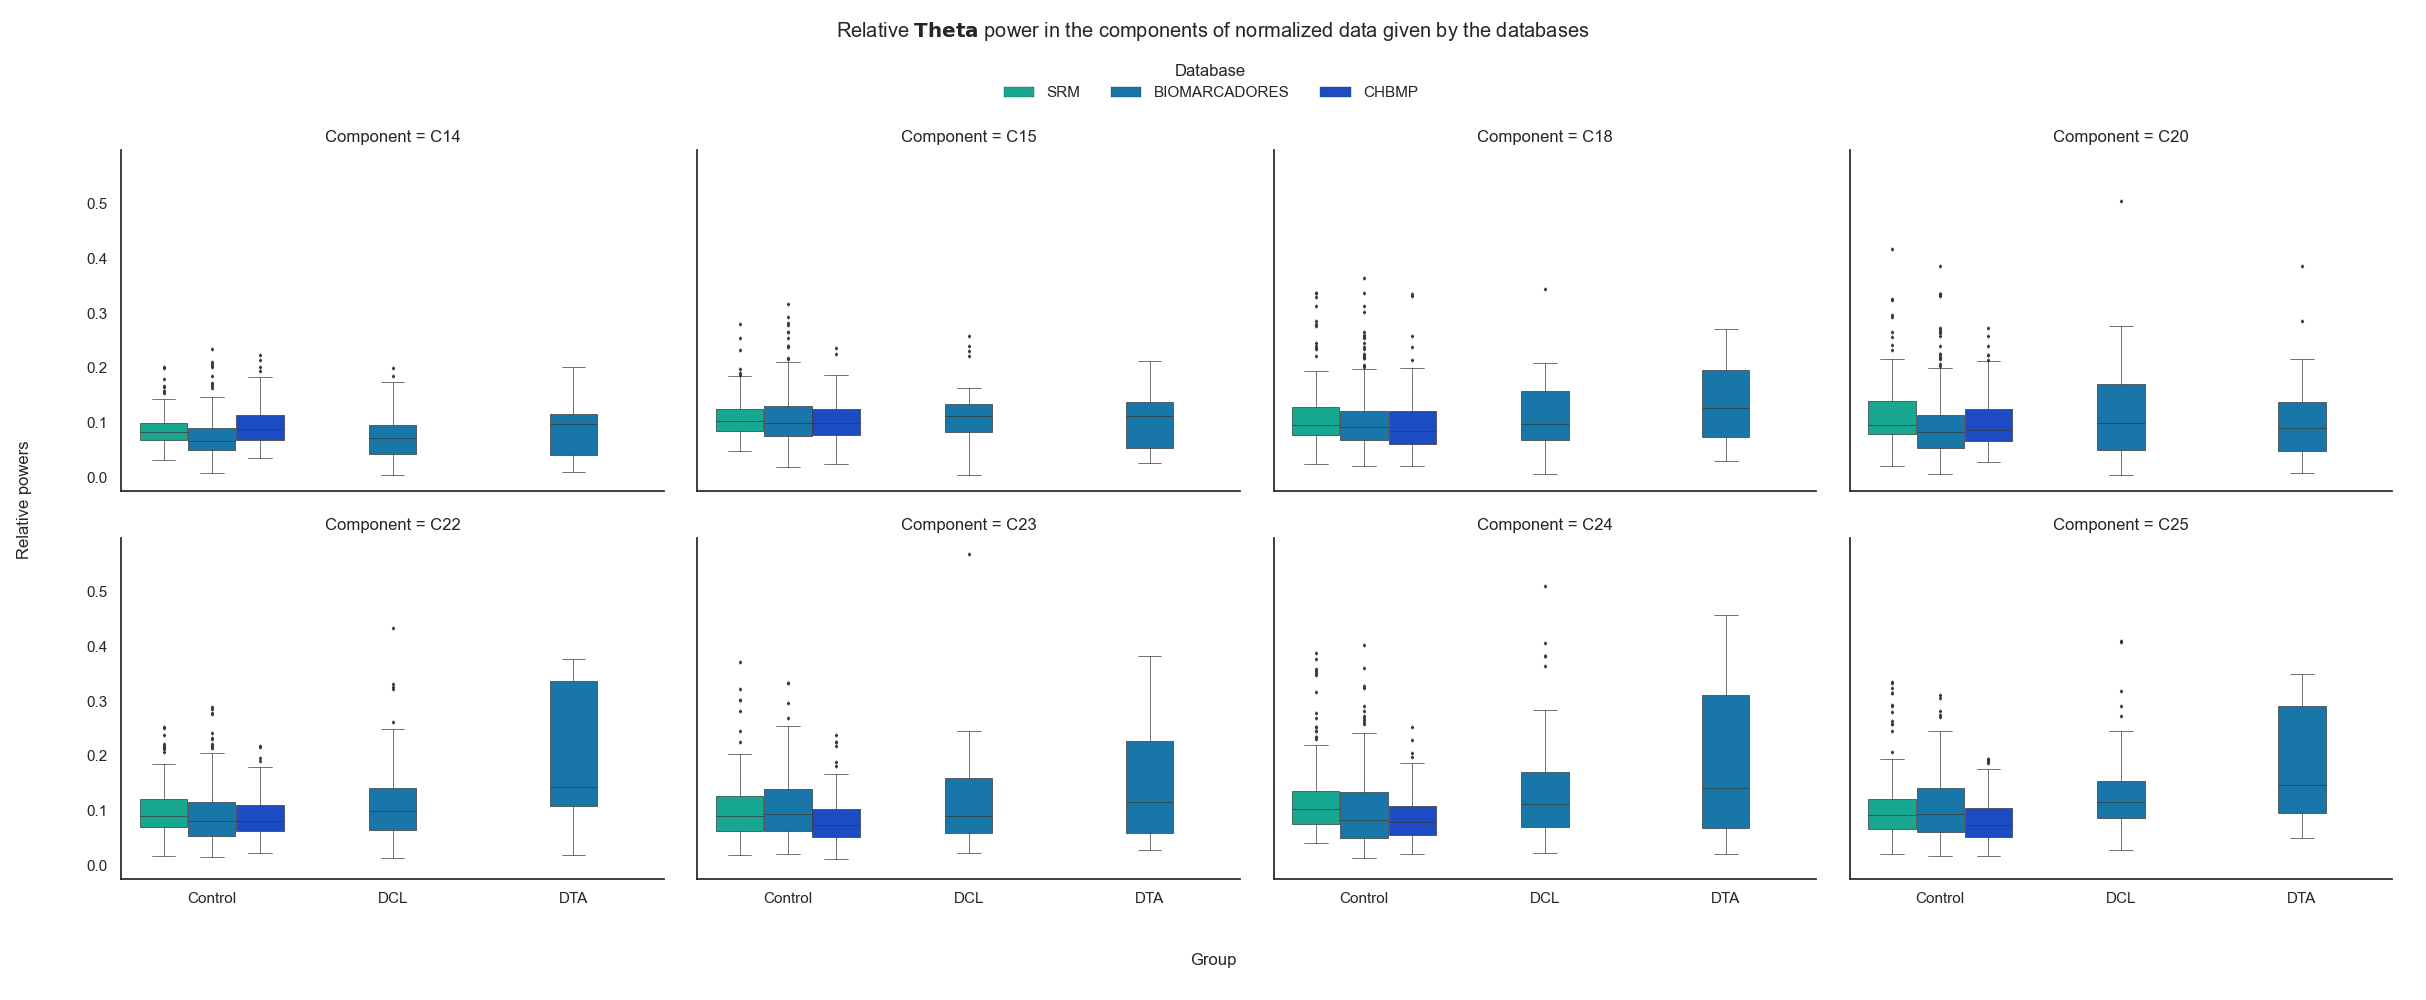 Relative Theta power in the components of normalized data given by the databases
Database
SRM BIOMARCADORES CHBMP
Component = C14 Component = C15 Component = C18 Component = C20
0.5
0.4
0.3
0.2
0.1
0.0
Relative powers
Component = C22 Component = C23 Component = C24 Component = C25
0.5
0.4
0.3
0.2
0.1
0.0
Control DCL DTA Control DCL DTA Control DCL DTA Control DCL DTA
Group